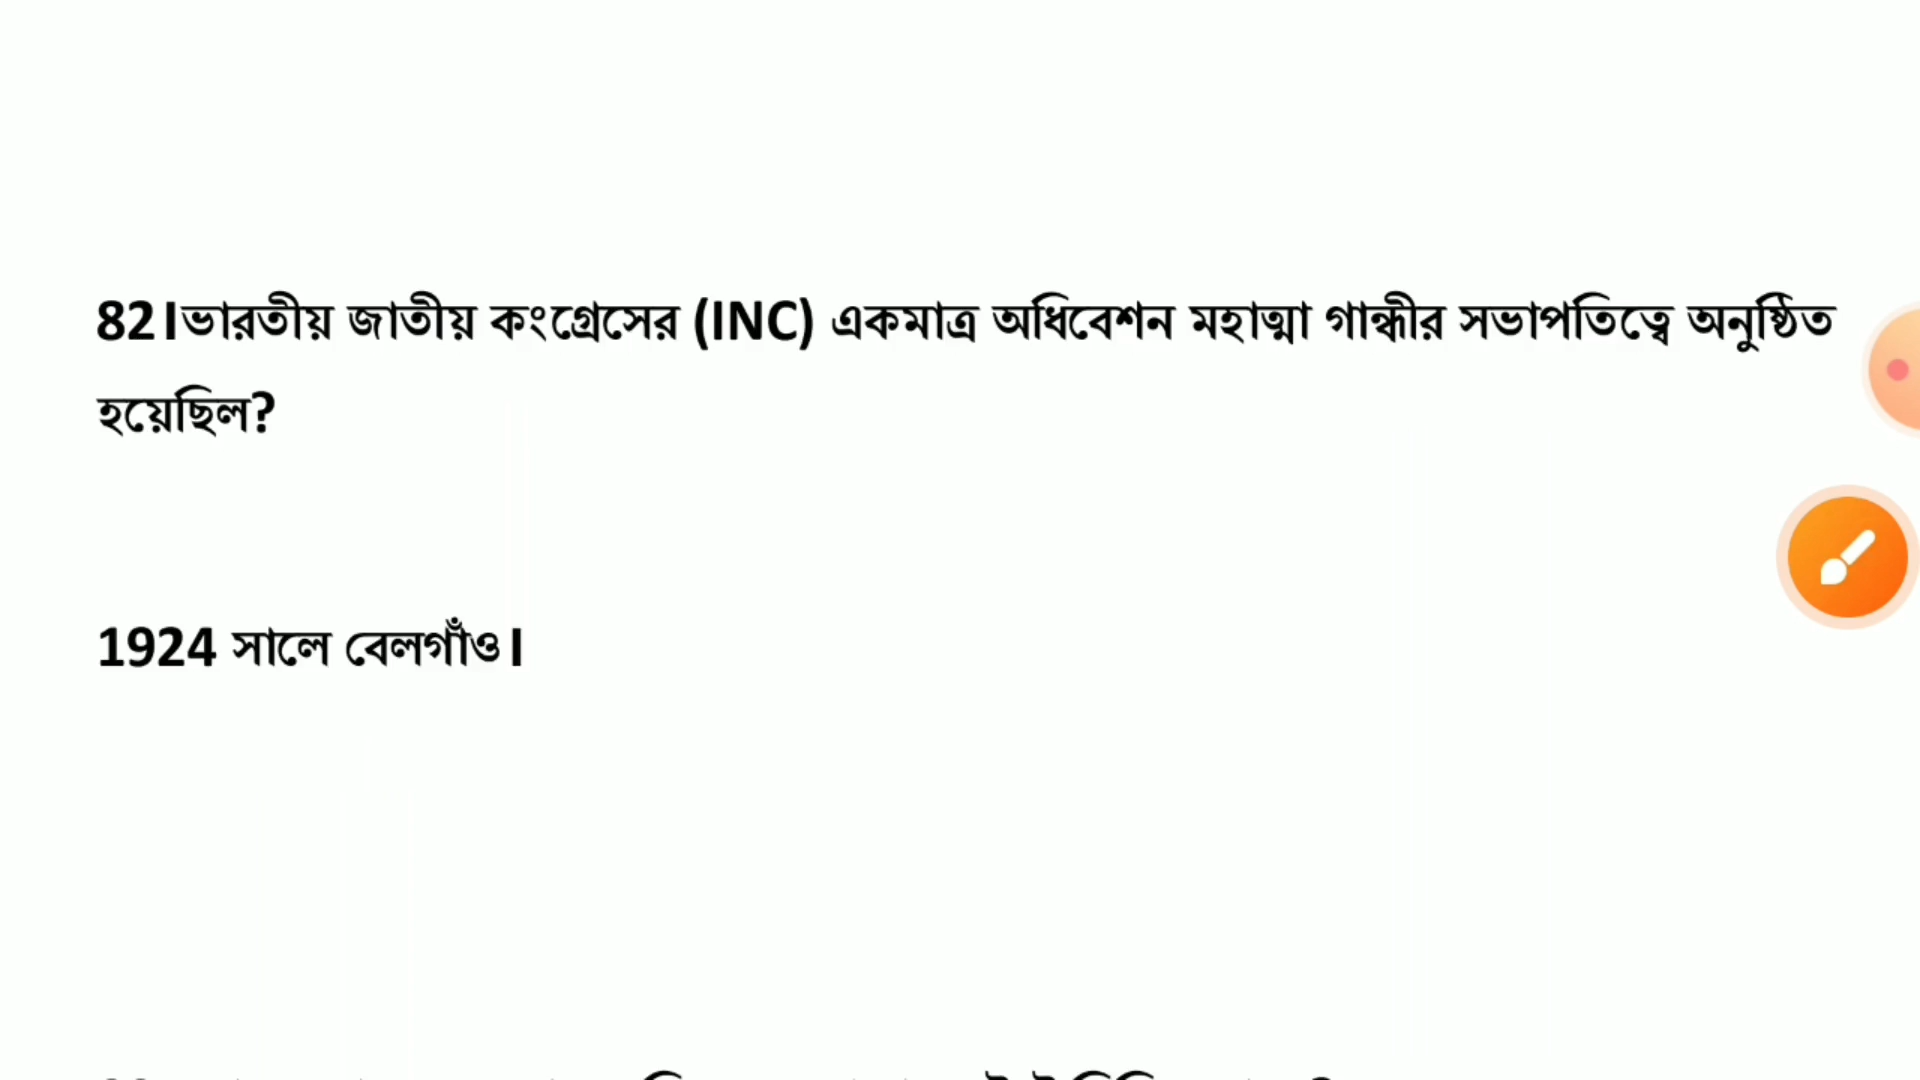 82।ভারতীয় জাতীয় কংগ্রেসের (INC) একমাত্র অধিবেশন মহাত্মা গান্ধীর সভাপতিত্বে অনুষ্ঠিত
হয়েছিল?
1924 সালে বেলগাঁও।